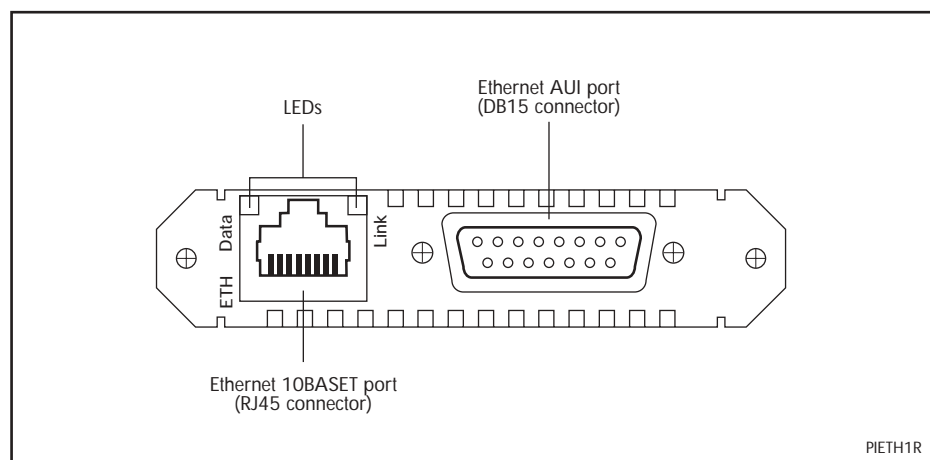 Ethernet AUI port
(DB15 connector)
LEDs
Data
Link
ETH
Ethernet 10BASET port
(RJ45 connector)
PIETH1R